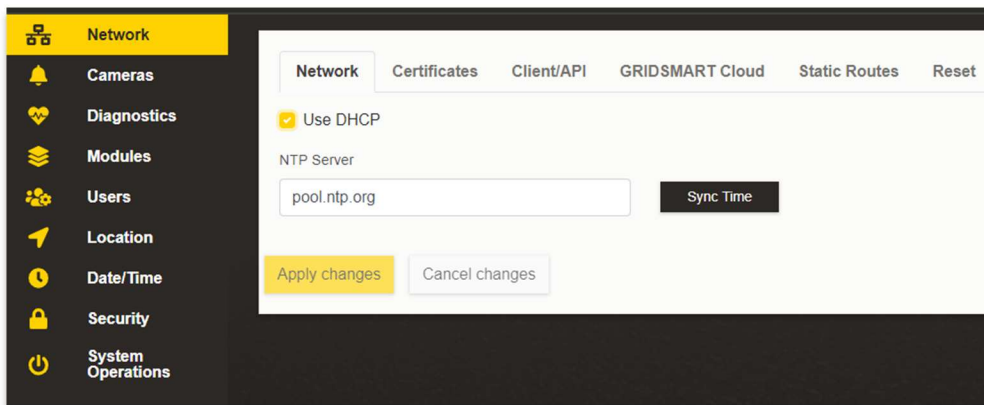 Network
Cameras
Diagnostics
Modules
Users
Location
Date/Time
Security
System
Operations
Network Certificates Client/API GRIDSMART Cloud Static Routes Reset
Use DHCP
NTP Server
pool.ntp.org Sync Time
Apply changes Cancel changes